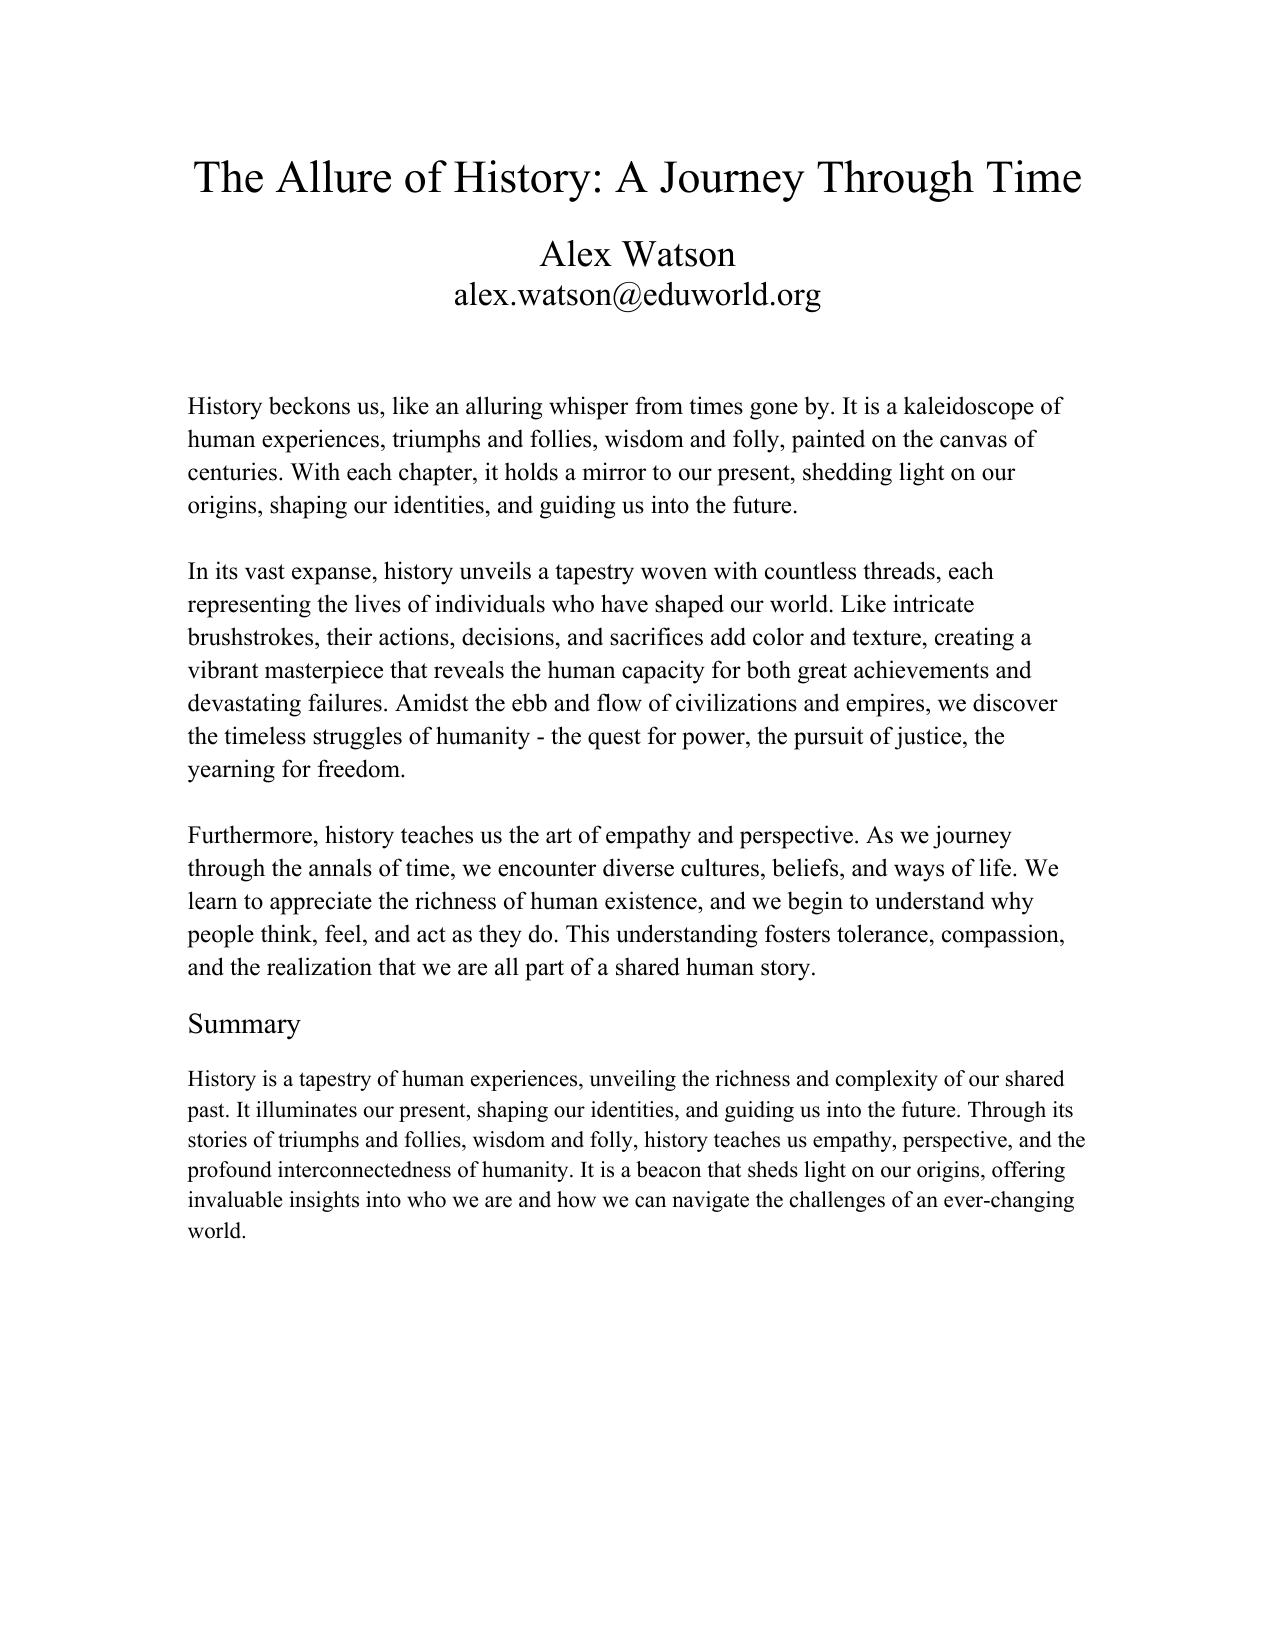 The Allure of History: A Journey Through Time
Alex Watson
alex.watson@eduworld.org
History beckons us, like an alluring whisper from times gone by. It is a kaleidoscope of
human experiences, triumphs and follies, wisdom and folly, painted on the canvas of
centuries. With each chapter, it holds a mirror to our present, shedding light on our
origins, shaping our identities, and guiding us into the future.
In its vast expanse, history unveils a tapestry woven with countless threads, each
representing the lives of individuals who have shaped our world. Like intricate
brushstrokes, their actions, decisions, and sacrifices add color and texture, creating a
vibrant masterpiece that reveals the human capacity for both great achievements and
devastating failures. Amidst the ebb and flow of civilizations and empires, we discover
the timeless struggles of humanity - the quest for power, the pursuit of justice, the
yearning for freedom.
Furthermore, history teaches us the art of empathy and perspective. As we journey
through the annals of time, we encounter diverse cultures, beliefs, and ways of life. We
learn to appreciate the richness of human existence, and we begin to understand why
people think, feel, and act as they do. This understanding fosters tolerance, compassion,
and the realization that we are all part of a shared human story.
Summary
History is a tapestry of human experiences, unveiling the richness and complexity of our shared
past. It illuminates our present, shaping our identities, and guiding us into the future. Through its
stories of triumphs and follies, wisdom and folly, history teaches us empathy, perspective, and the
profound interconnectedness of humanity. It is a beacon that sheds light on our origins, offering
invaluable insights into who we are and how we can navigate the challenges of an ever-changing
world.